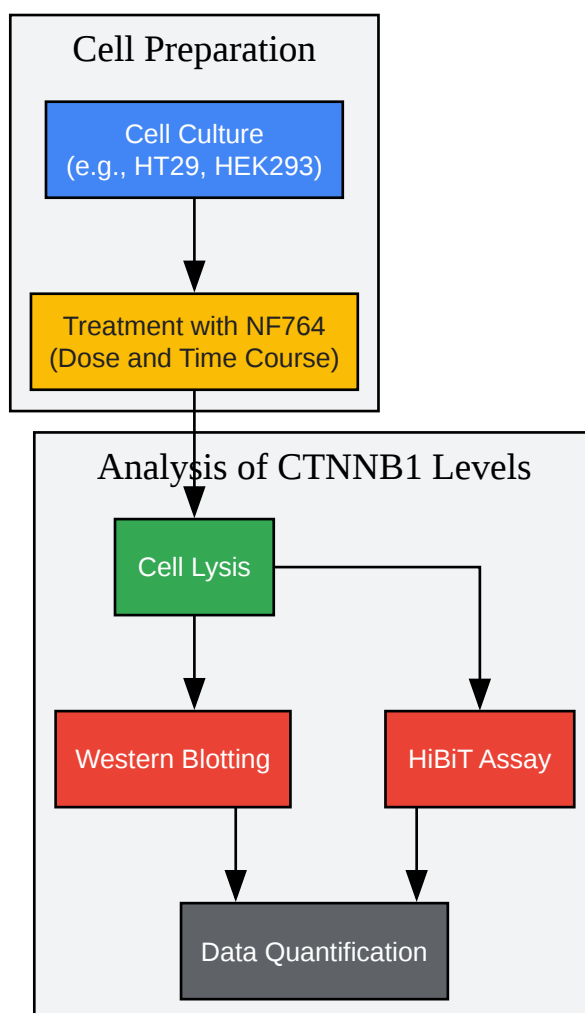 Cell Preparation
Cell Culture
(e.g., HT29, HEK293)
Treatment with NF764
(Dose and Time Course)
Analysis of CTNNB1 Levels
Cell Lysis
Western Blotting
HiBiT Assay
Data Quantification